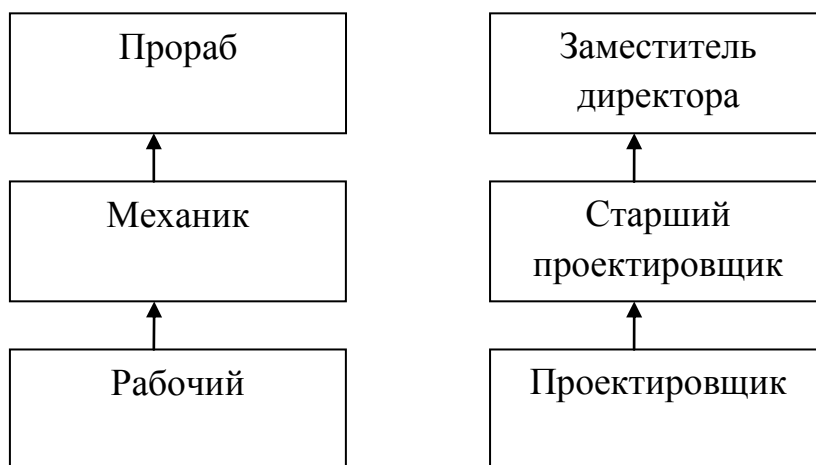 Прораб
Заместитель
директора
Механик
Старший
проектировщик
Рабочий
Проектировщик